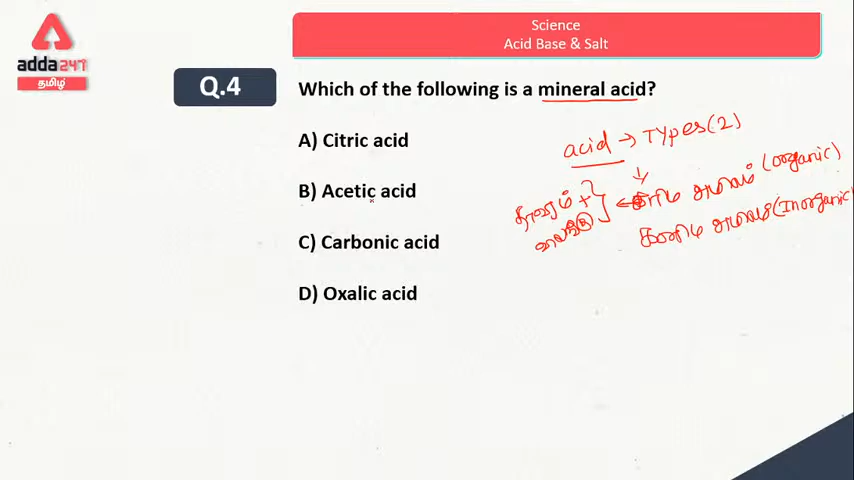 Science
Acid Base & Salt
adda247
தமிழ்
Q.4
Which of the following is a mineral acid?
A) Citric acid
B) Acetic acid
C) Carbonic acid
D) Oxalic acid
acid → Types(2)
கரிம அமிலம் (organic)
கனிம அமிலம் (Inorganic)
தாவரம் +